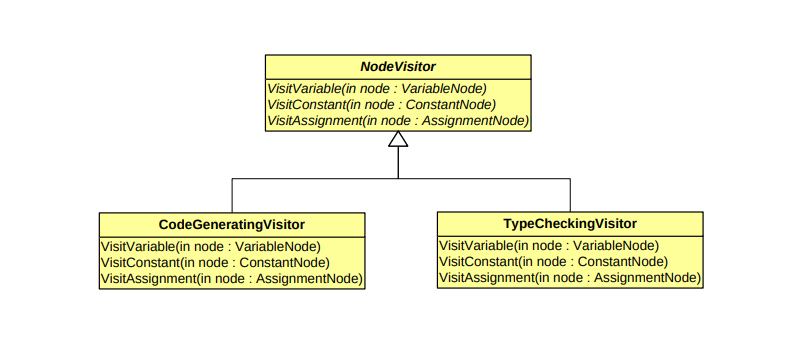 NodeVisitor
VisitVariable(in node : VariableNode)
VisitConstant(in node : ConstantNode)
VisitAssignment(in node : AssignmentNode)
CodeGeneratingVisitor
VisitVariable(in node : VariableNode)
VisitConstant(in node : ConstantNode)
VisitAssignment(in node : AssignmentNode)
TypeCheckingVisitor
VisitVariable(in node : VariableNode)
VisitConstant(in node : ConstantNode)
VisitAssignment(in node : AssignmentNode)